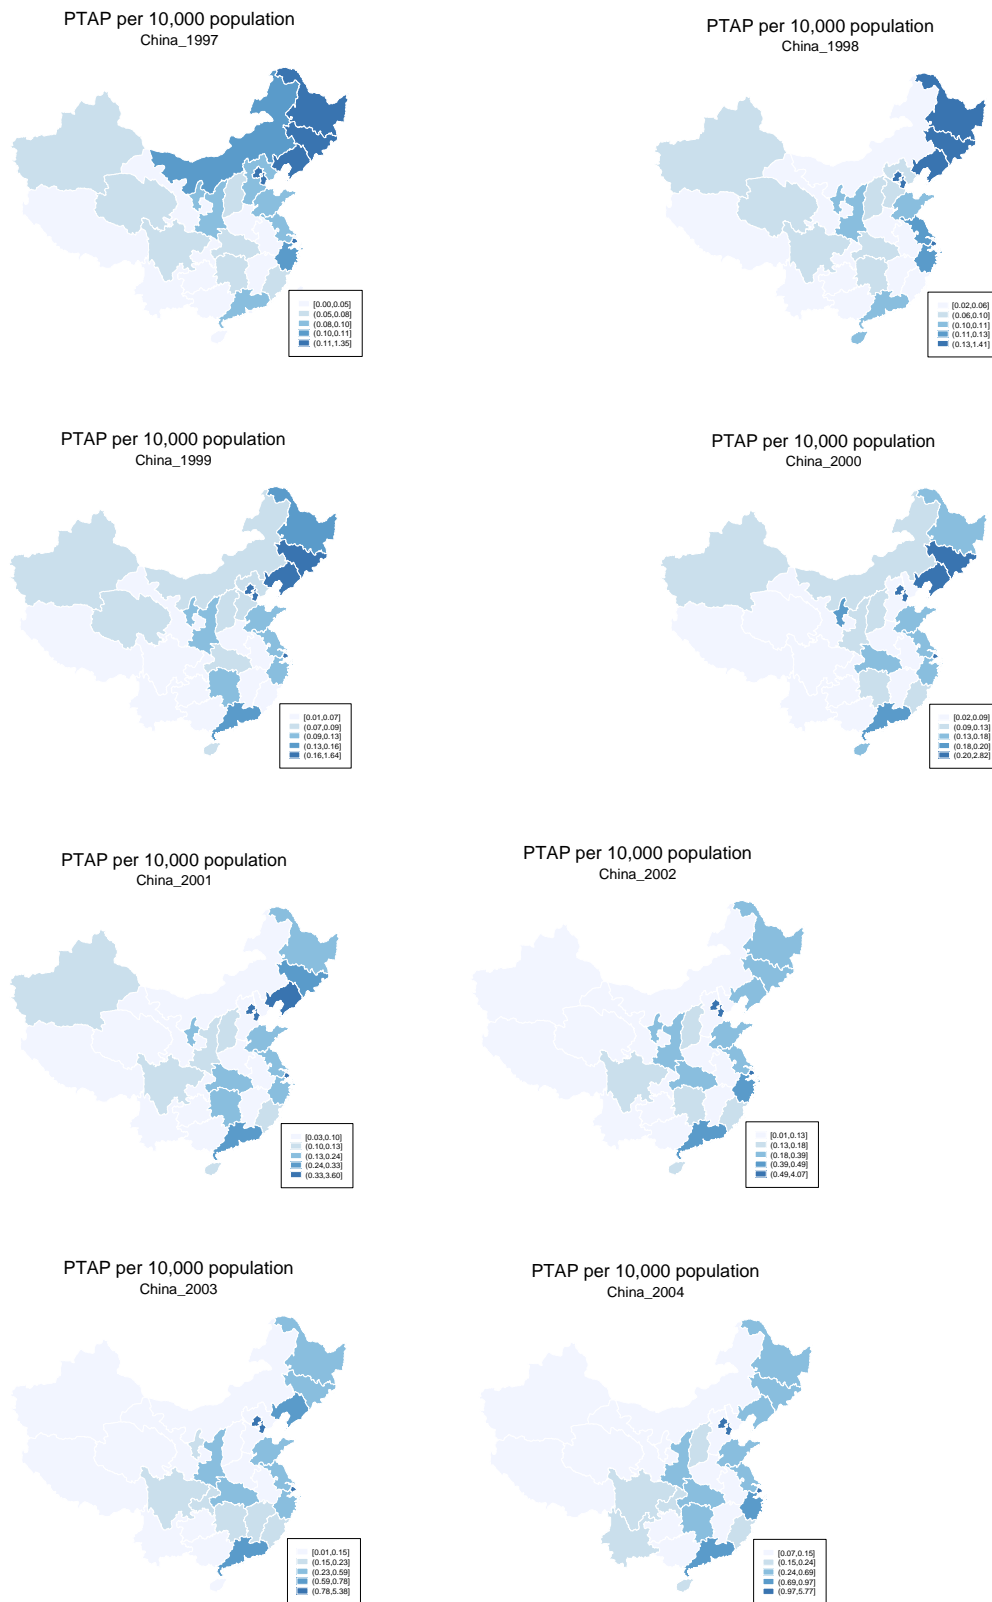 PTAP per 10,000 population
China_1997
[0.00,0.05]
(0.05,0.08]
(0.08,0.10]
(0.10,0.11]
(0.11,1.35]
PTAP per 10,000 population
China_1998
[0.02,0.06]
(0.06,0.10]
(0.10,0.11]
(0.11,0.13]
(0.13,1.41]
PTAP per 10,000 population
China_1999
[0.01,0.07]
(0.07,0.09]
(0.09,0.13]
(0.13,0.16]
(0.16,1.64]
PTAP per 10,000 population
China_2000
[0.02,0.09]
(0.09,0.13]
(0.13,0.18]
(0.18,0.20]
(0.20,2.82]
PTAP per 10,000 population
China_2001
[0.03,0.10]
(0.10,0.13]
(0.13,0.24]
(0.24,0.33]
(0.33,3.60]
PTAP per 10,000 population
China_2002
[0.01,0.13]
(0.13,0.18]
(0.18,0.39]
(0.39,0.49]
(0.49,4.07]
PTAP per 10,000 population
China_2003
[0.01,0.15]
(0.15,0.23]
(0.23,0.59]
(0.59,0.78]
(0.78,5.38]
PTAP per 10,000 population
China_2004
[0.07,0.15]
(0.15,0.24]
(0.24,0.69]
(0.69,0.97]
(0.97,5.77]